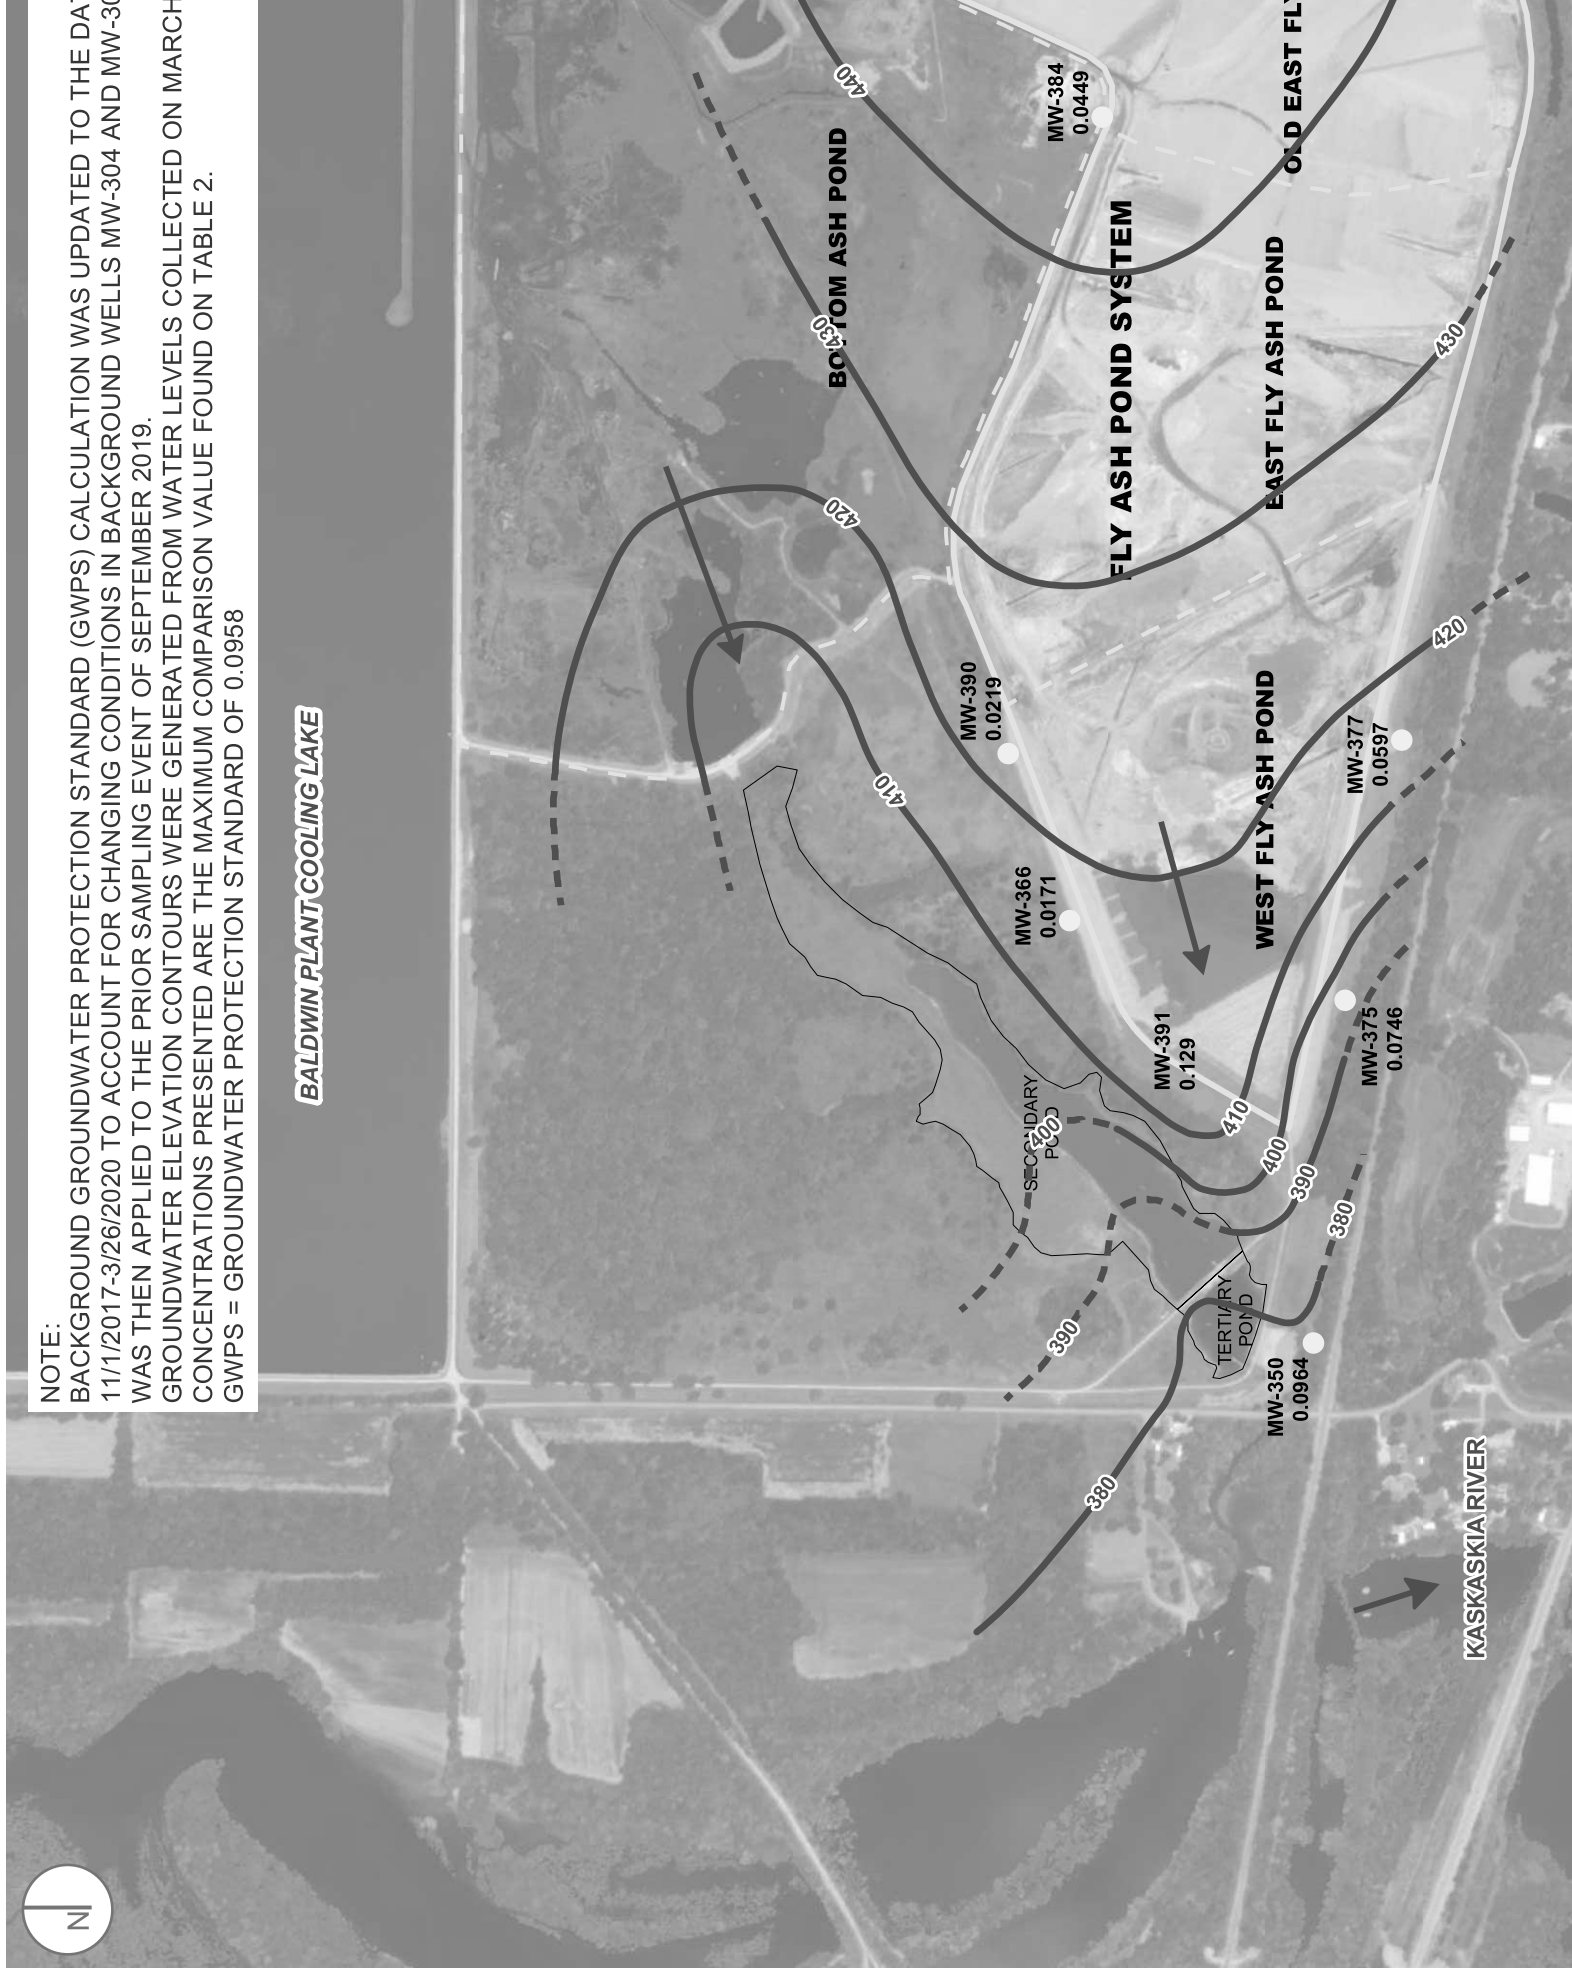 NOTE:
BACKGROUND GROUNDWATER PROTECTION STANDARD (GWPS) CALCULATION WAS UPDATED TO THE
11/1/2017-3/26/2020 TO ACCOUNT FOR CHANGING CONDITIONS IN BACKGROUND WELLS MW-304 AND
WAS THEN APPLIED TO THE PRIOR SAMPLING EVENT OF SEPTEMBER 2019.
GROUNDWATER ELEVATION CONTOURS WERE GENERATED FROM WATER LEVELS COLLECTED ON MARCH
CONCENTRATIONS PRESENTED ARE THE MAXIMUM COMPARISON VALUE FOUND ON TABLE 2.
GWPS = GROUNDWATER PROTECTION STANDARD OF 0.0958
N
BALDWIN PLANT COOLING LAKE
BOTTOM ASH POND
440
430
420
410
MW-384
0.0449
MW-390
0.0219
MW-366
0.0171
SECONDARY
POND
400
390
380
FLY ASH POND SYSTEM
MW-391
0.129
TERTIARY
POND
OLD EAST
EAST FLY ASH POND
WEST FLY ASH POND
410
400
390
380
MW-350
0.0964
MW-377
0.0597
MW-375
0.0746
430
420
KASKASKIA RIVER